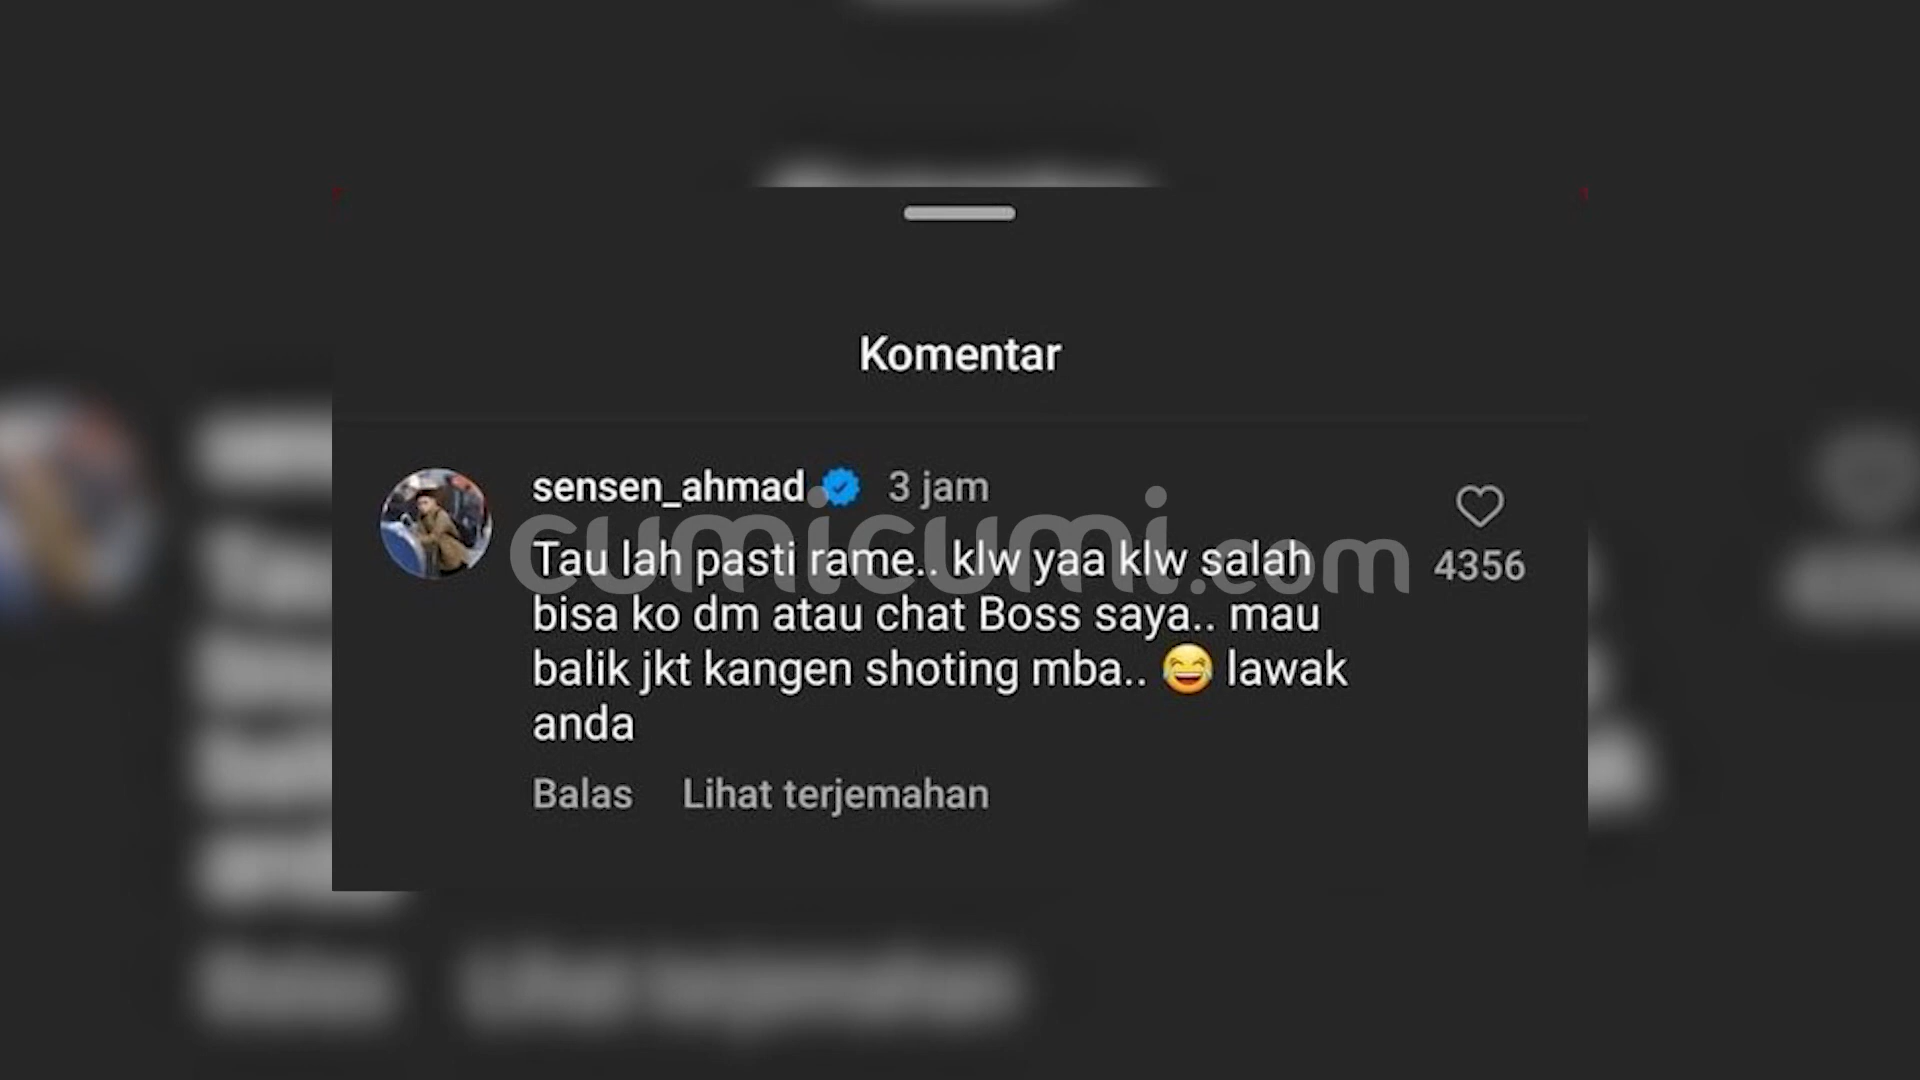 Komentar
sensen_ahmad 3 jam
cumicumi.com
Tau lah pasti rame.. klw yaa klw salah
4356
bisa ko dm atau chat Boss saya.. mau
balik jkt kangen shoting mba.. 😂 lawak
anda
Balas Lihat terjemahan